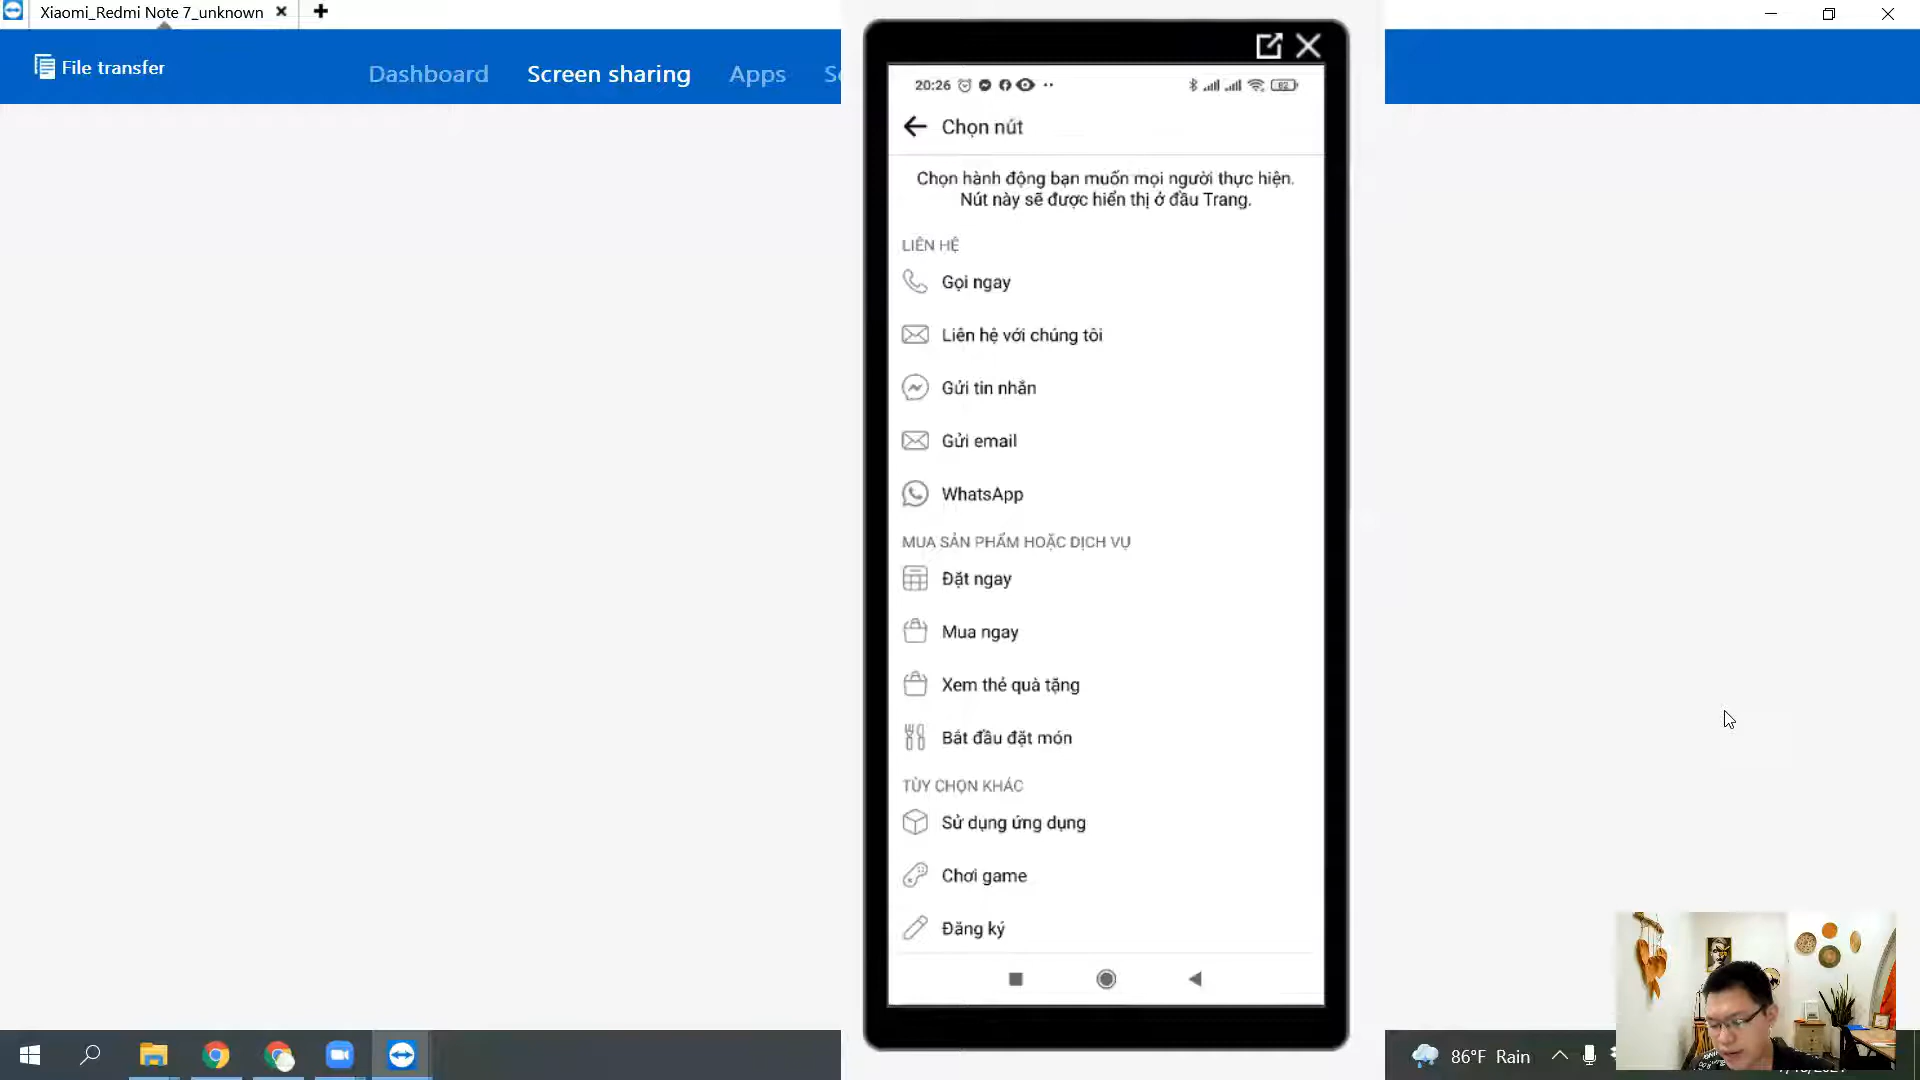 Xiaomi_Redmi Note 7_unknown
File transfer
Dashboard
Screen sharing
Apps
20:26
82
Chọn nút
Chọn hành động bạn muốn mọi người thực hiện.
Nút này sẽ được hiển thị ở đầu Trang.
LIÊN HỆ
Gọi ngay
Liên hệ với chúng tôi
Gửi tin nhắn
Gửi email
WhatsApp
MUA SẢN PHẨM HOẶC DỊCH VỤ
Đặt ngay
Mua ngay
Xem thẻ quà tặng
Bắt đầu đặt món
TÙY CHỌN KHÁC
Sử dụng ứng dụng
Chơi game
Đăng ký
86°F Rain